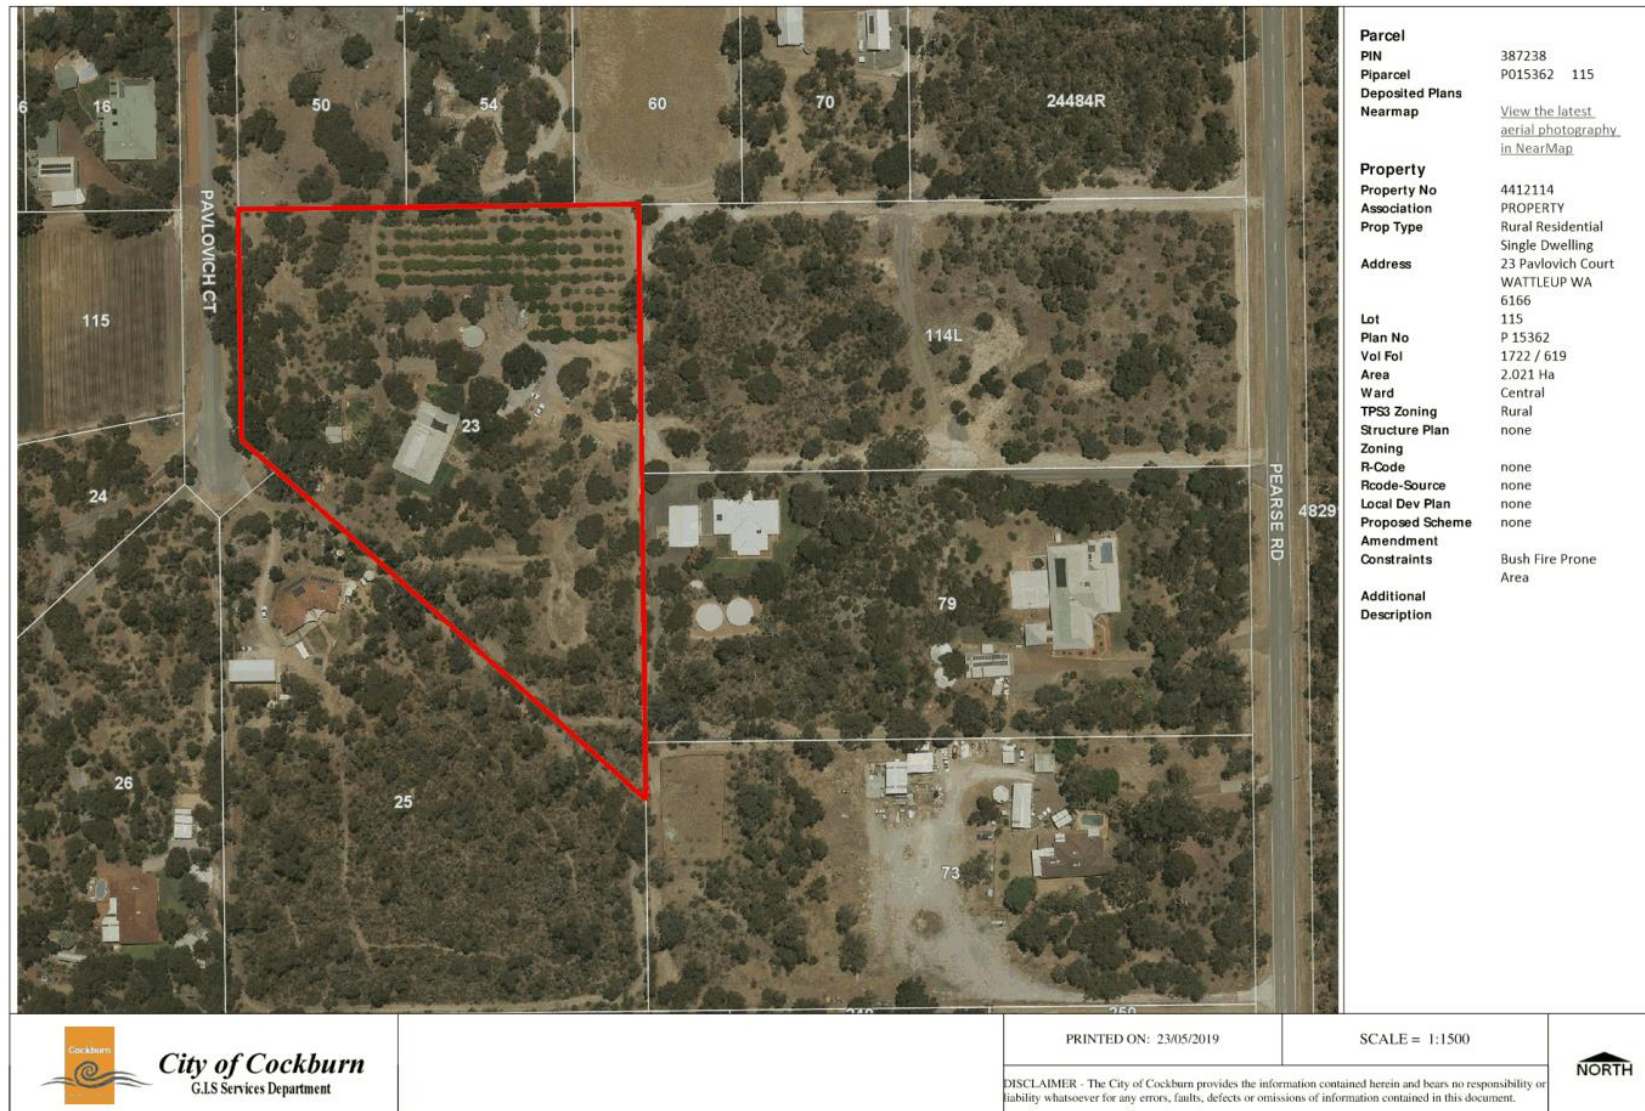 Parcel
PIN 387238
Piparcel P015362 115
Deposited Plans
Nearmap View the latest
aerial photography
in NearMap
Property
Property No 4412114
Association PROPERTY
Prop Type Rural Residential
Single Dwelling
Address 23 Pavlovich Court
WATTLEUP WA
6166
Lot 115
Plan No P 15362
Vol Fol 1722 / 619
Area 2.021 Ha
Ward Central
TPS3 Zoning Rural
Structure Plan none
Zoning
R-Code none
Rcode-Source none
Local Dev Plan none
Proposed Scheme none
Amendment
Constraints Bush Fire Prone
Area
Additional
Description
6
16
50
54
60
70
24484R
PAVLOVICH CT
115
114L
23
24
PEARSE RD
4829
79
26
25
73
250
Cockburn
City of Cockburn
G.I.S Services Department
PRINTED ON: 23/05/2019
SCALE = 1:1500
DISCLAIMER - The City of Cockburn provides the information contained herein and bears no responsibility or
liability whatsoever for any errors, faults, defects or omissions of information contained in this document.
NORTH